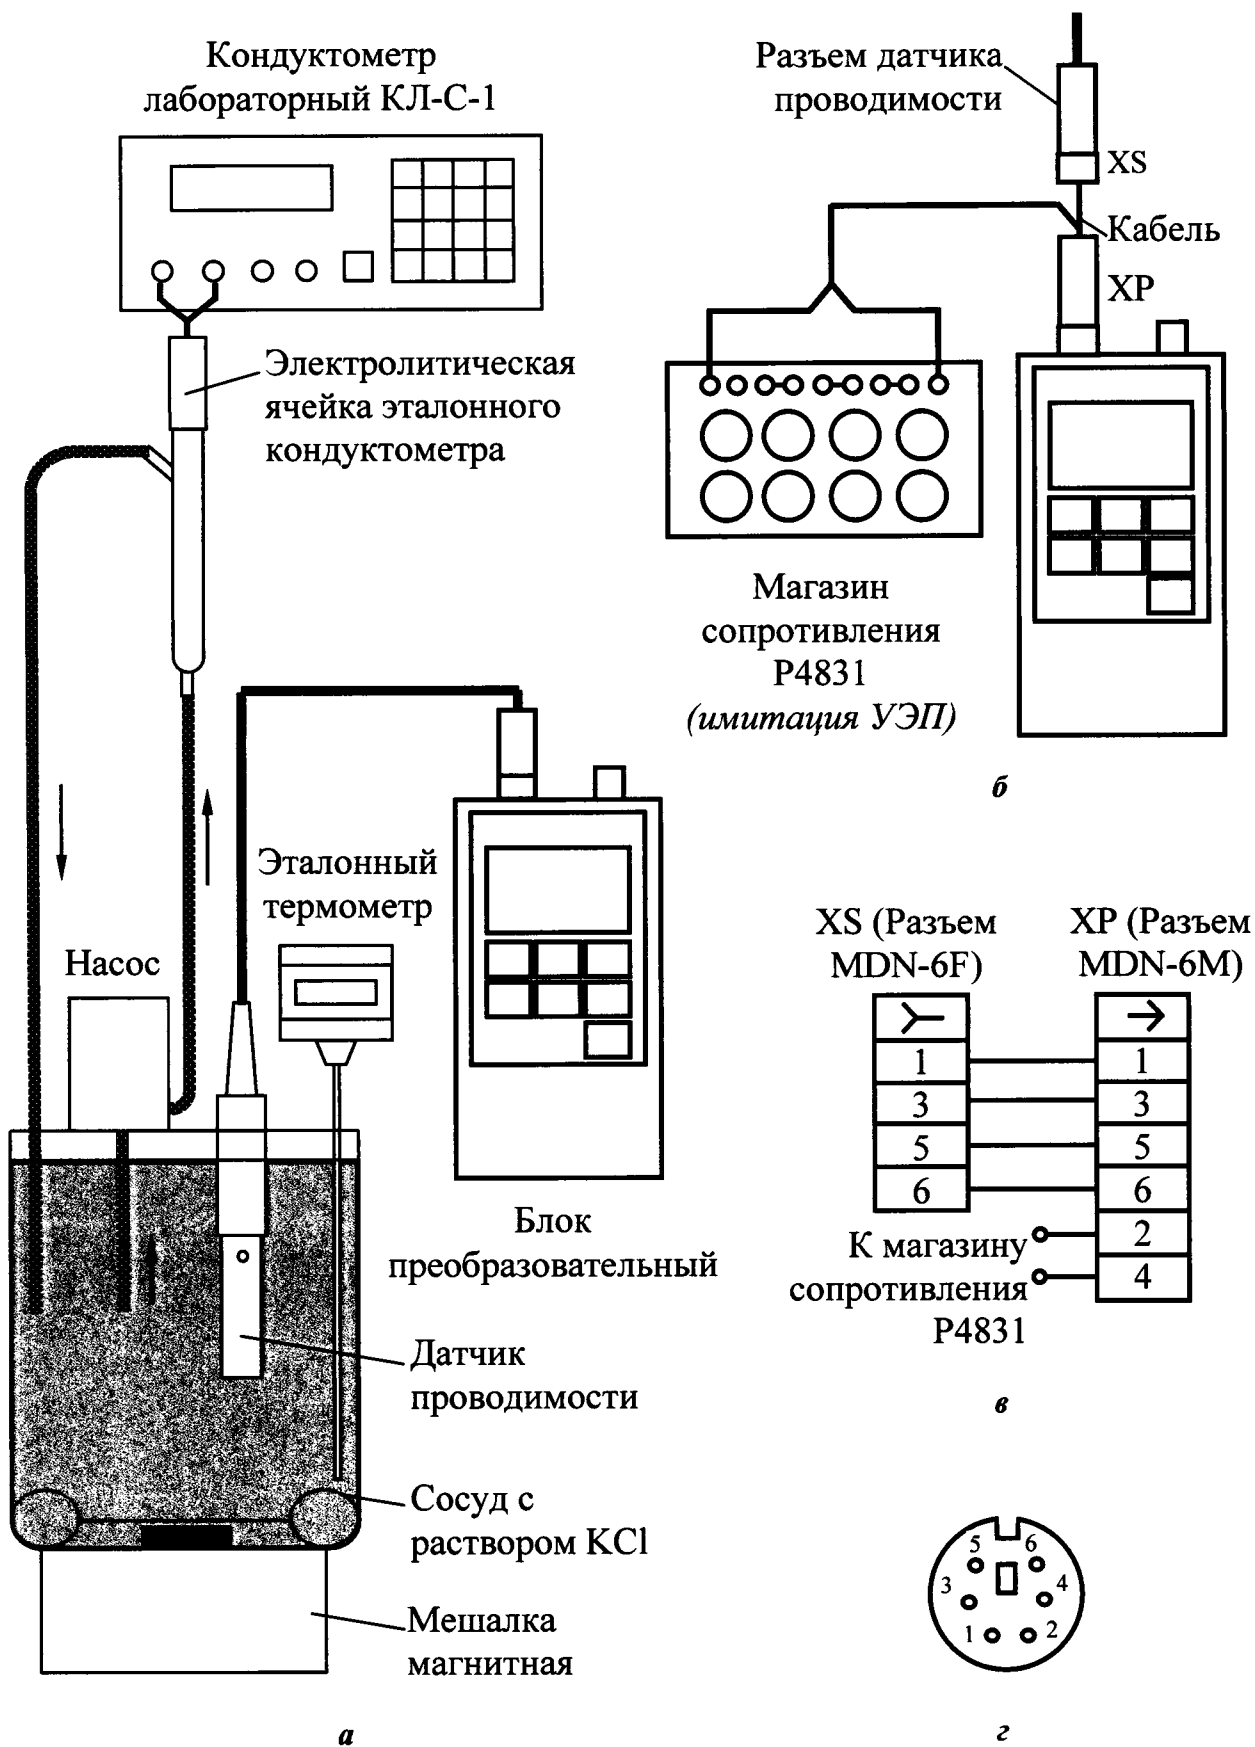 Кондуктометр
лабораторный КЛ-С-1
Электролитическая
ячейка эталонного
кондуктометра
Насос
Эталонный
термометр
Блок
преобразовательный
Датчик
проводимости
Сосуд с
раствором KCl
Мешалка
магнитная
а
Разъем датчика
проводимости
XS
Кабель
XP
Магазин
сопротивления
Р4831
(имитация УЭП)
б
XS (Разъем
MDN-6F)
XP (Разъем
MDN-6M)
1
1
3
3
5
5
6
6
2
4
К магазину
сопротивления
Р4831
в
5
6
3
4
1
2
г